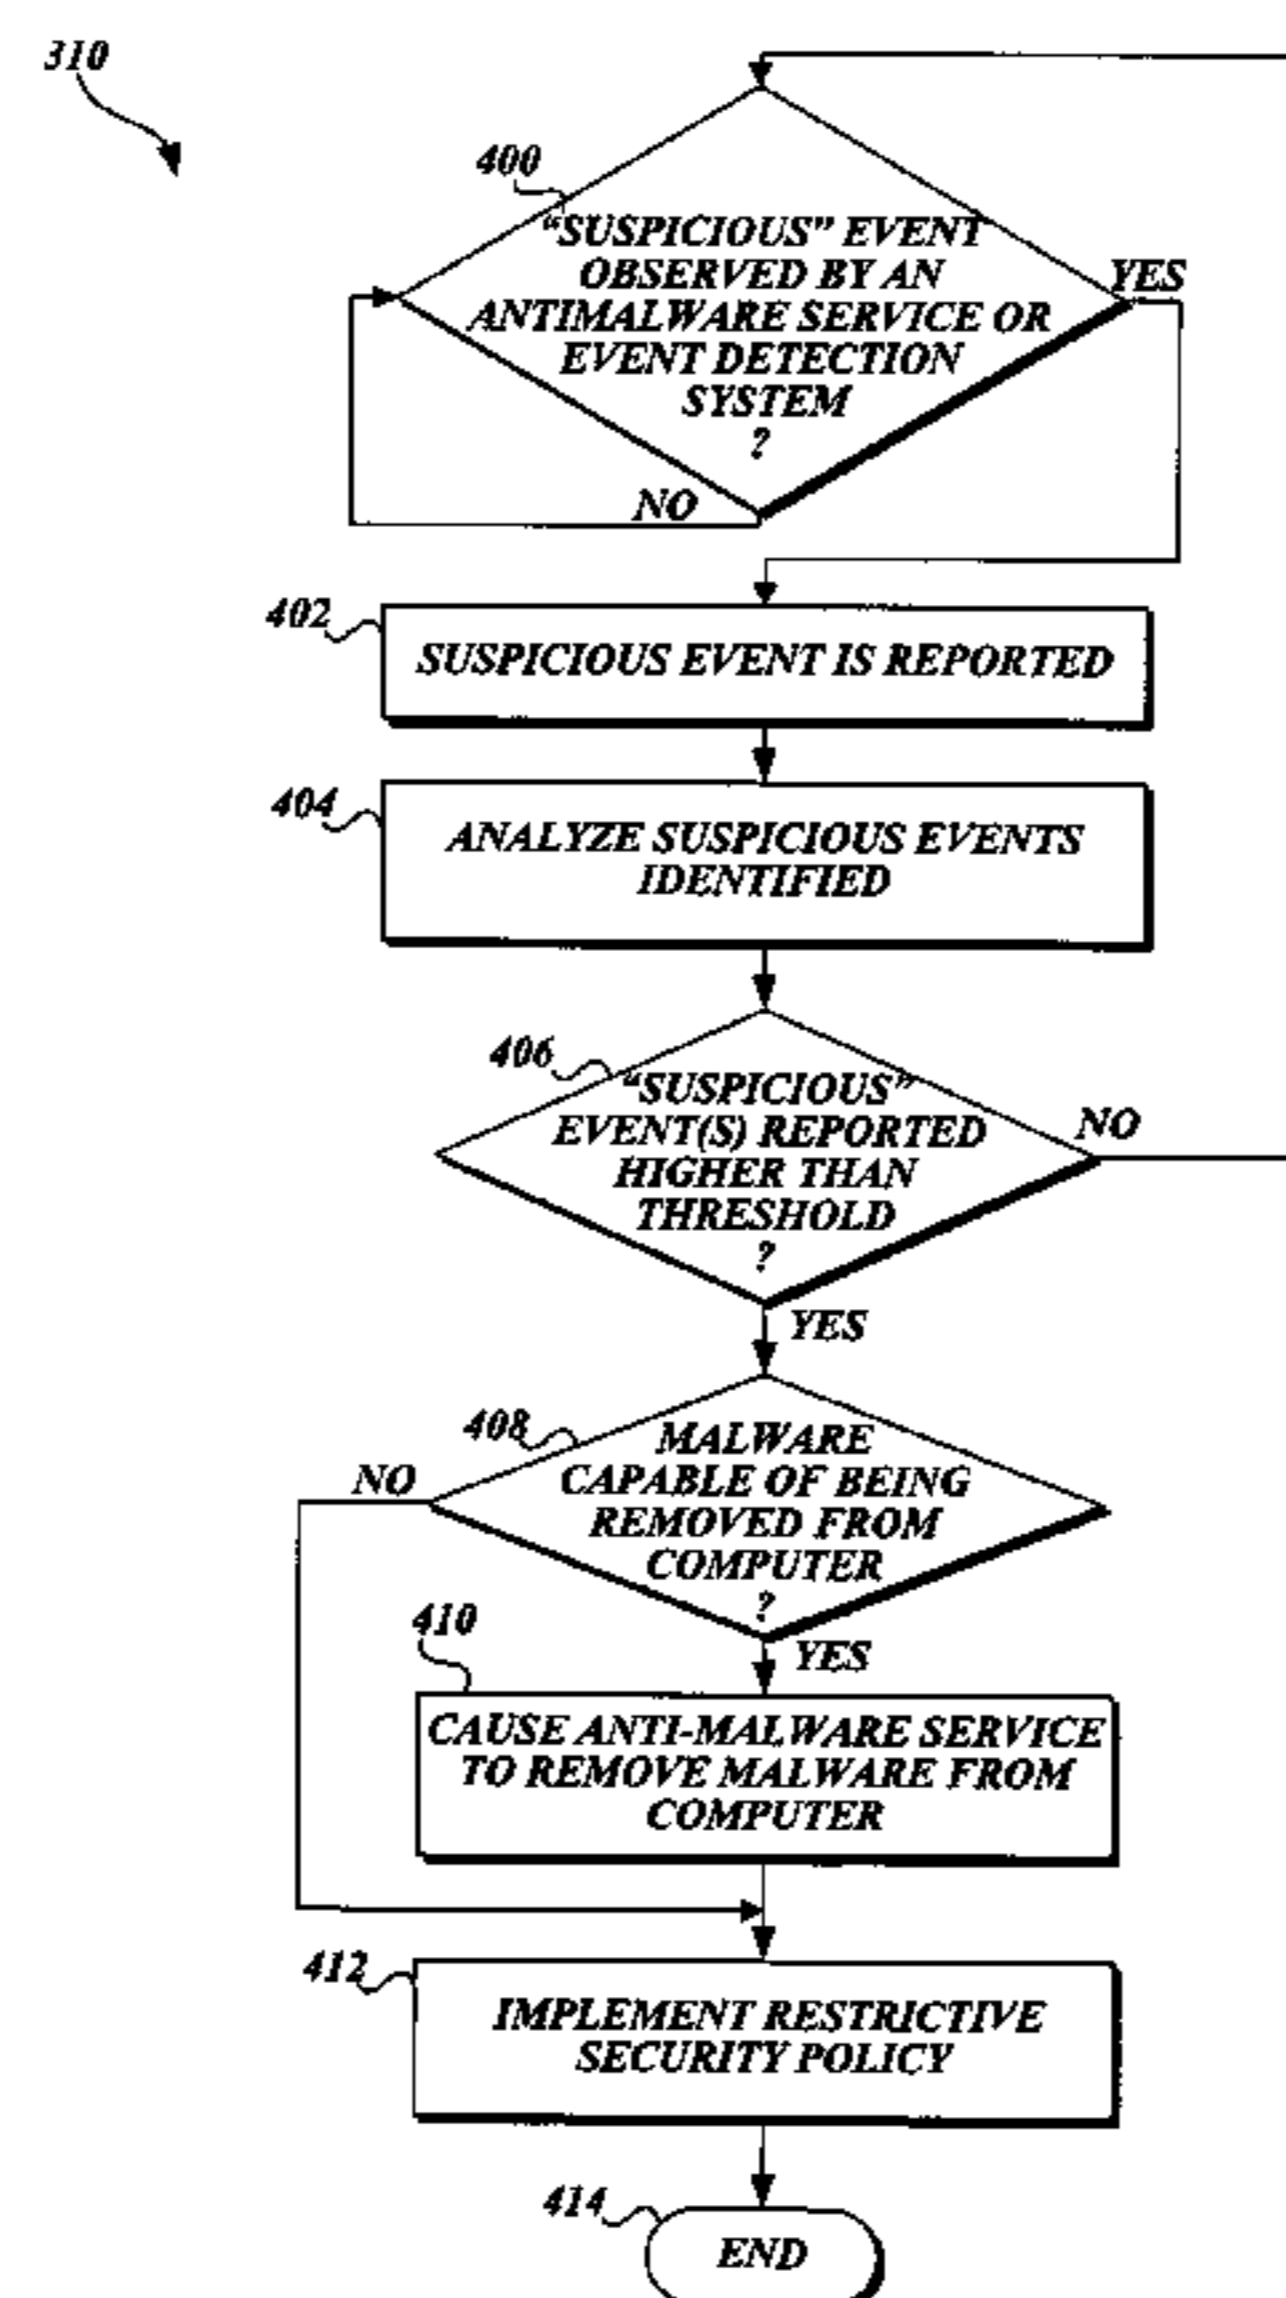 310
400
“SUSPICIOUS” EVENT
OBSERVED BY AN
ANTIMALWARE SERVICE OR
EVENT DETECTION
SYSTEM
?
YES
NO
402
SUSPICIOUS EVENT IS REPORTED
404
ANALYZE SUSPICIOUS EVENTS
IDENTIFIED
406
“SUSPICIOUS”
EVENT(S) REPORTED
HIGHER THAN
THRESHOLD
?
NO
YES
408
MALWARE
CAPABLE OF BEING
REMOVED FROM
COMPUTER
?
NO
YES
410
CAUSE ANTI-MALWARE SERVICE
TO REMOVE MALWARE FROM
COMPUTER
412
IMPLEMENT RESTRICTIVE
SECURITY POLICY
414
END